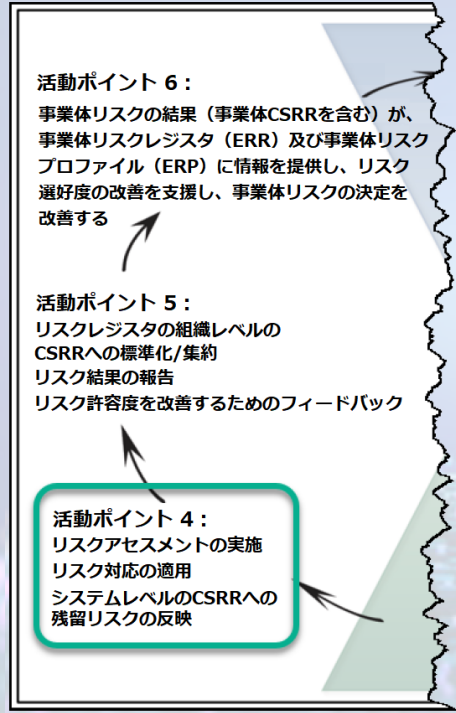 活動ポイント 6：
事業体リスクの結果（事業体CSRRを含む）が、
事業体リスクレジスタ（ERR）及び事業体リスク
プロファイル（ERP）に情報を提供し、リスク
選好度の改善を支援し、事業体リスクの決定を
改善する
活動ポイント 5：
リスクレジスタの組織レベルの
CSRRへの標準化/集約
リスク結果の報告
リスク許容度を改善するためのフィードバック
活動ポイント 4：
リスクアセスメントの実施
リスク対応の適用
システムレベルのCSRRへの
残留リスクの反映